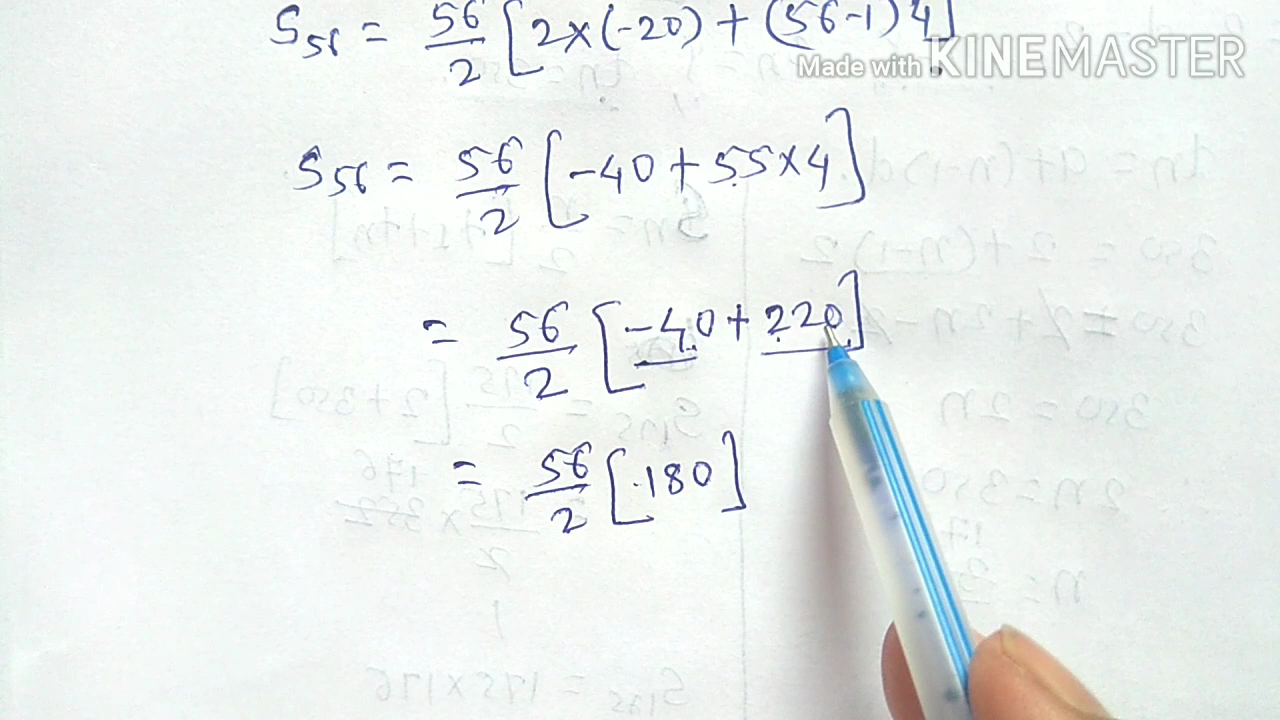 S₅₆ = 56/2 [2×(-20) + (56-1)4]
Made with KINEMASTER
S₅₆ = 56/2 [-40 + 55×4]
= 56/2 [-40 + 220]
= 56/2 [180]